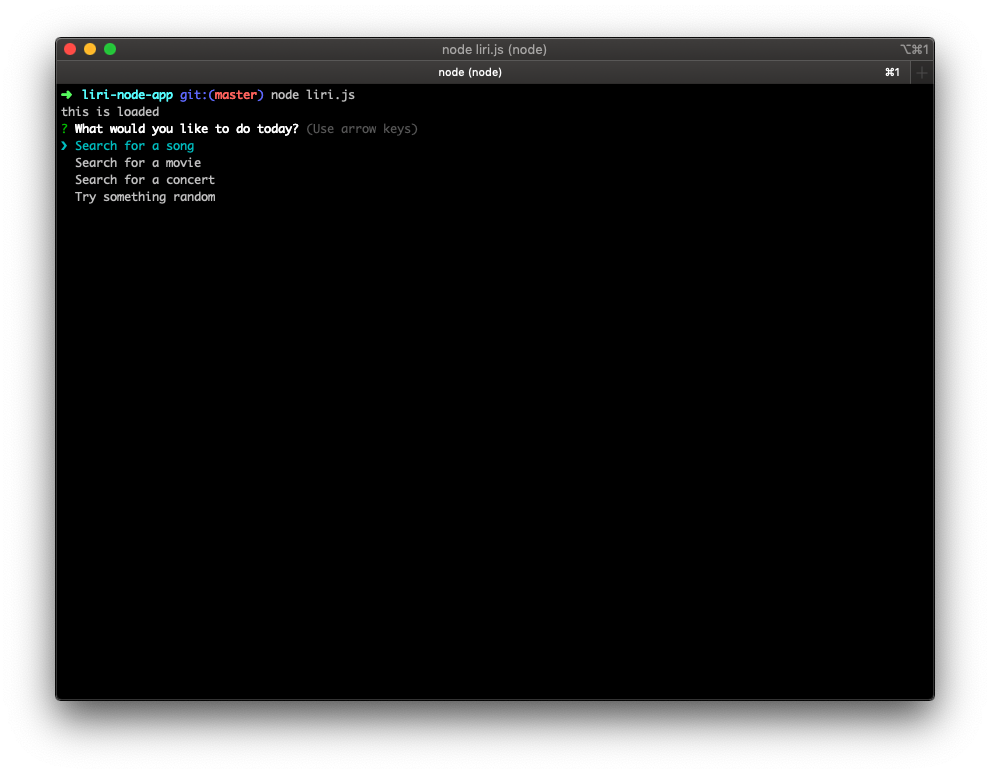 node liri.js (node)
⌥⌘1
node (node)
⌘1
➜ liri-node-app git:(master) node liri.js
this is loaded
? What would you like to do today? (Use arrow keys)
❯ Search for a song
Search for a movie
Search for a concert
Try something random